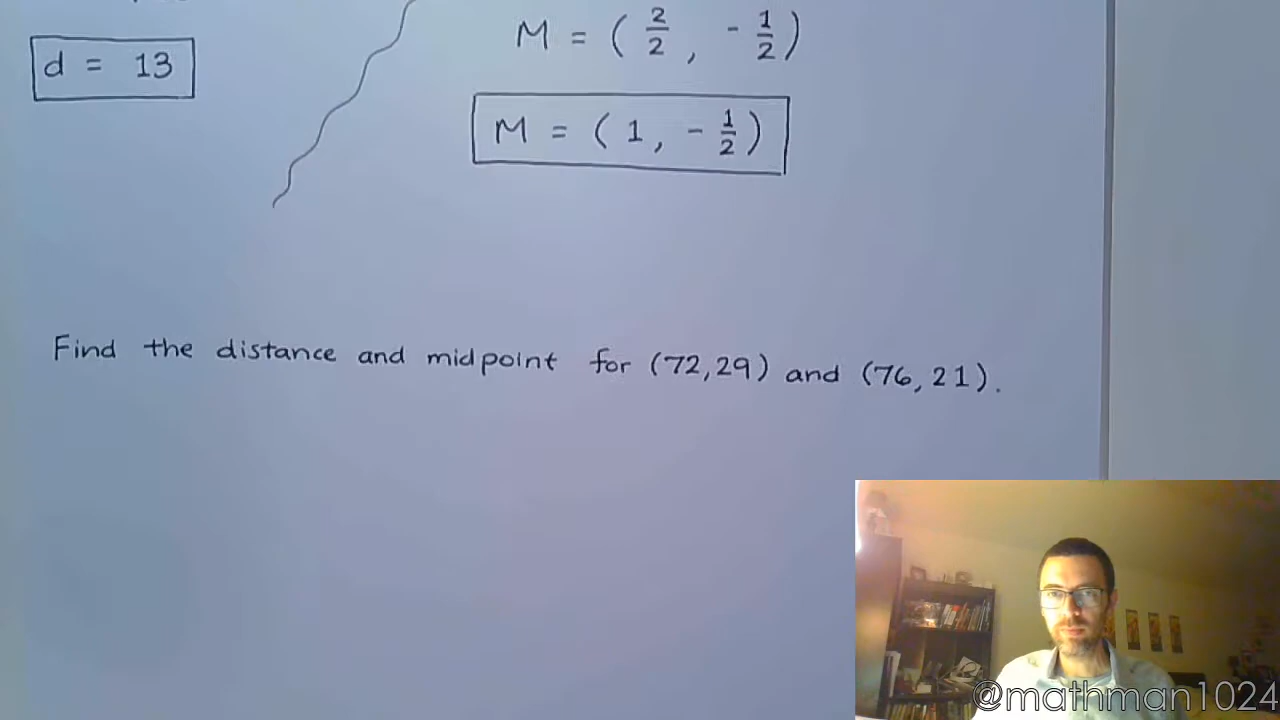 d = 13
M = ( 2/2 , - 1/2 )
M = ( 1 , - 1/2 )
Find the distance and midpoint for (72,29) and (76,21).
@mathman1024